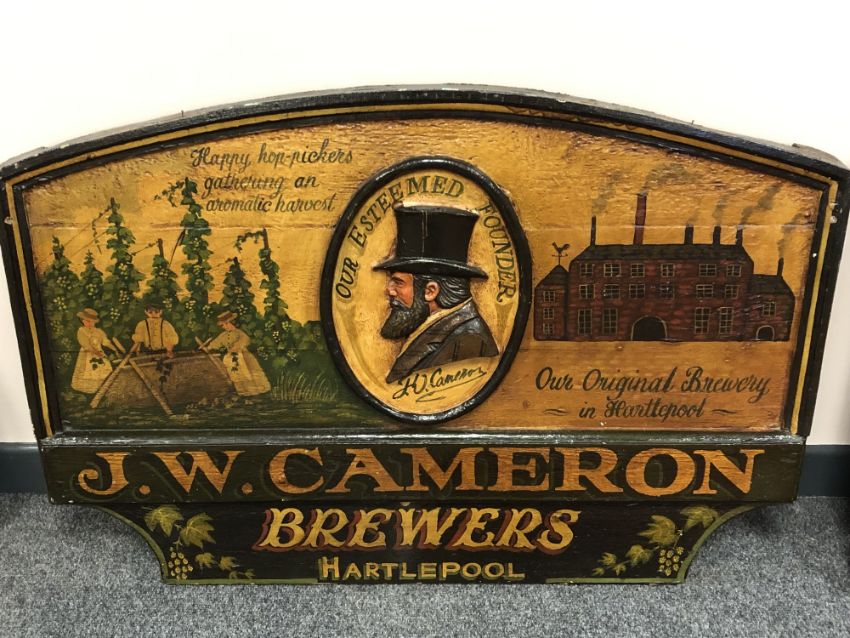 Happy hop-pickers
gathering an
aromatic harvest
OUR ESTEEMED FOUNDER
J.W. Cameron
Our Original Brewery
in Hartlepool
J.W. CAMERON
BREWERS
HARTLEPOOL